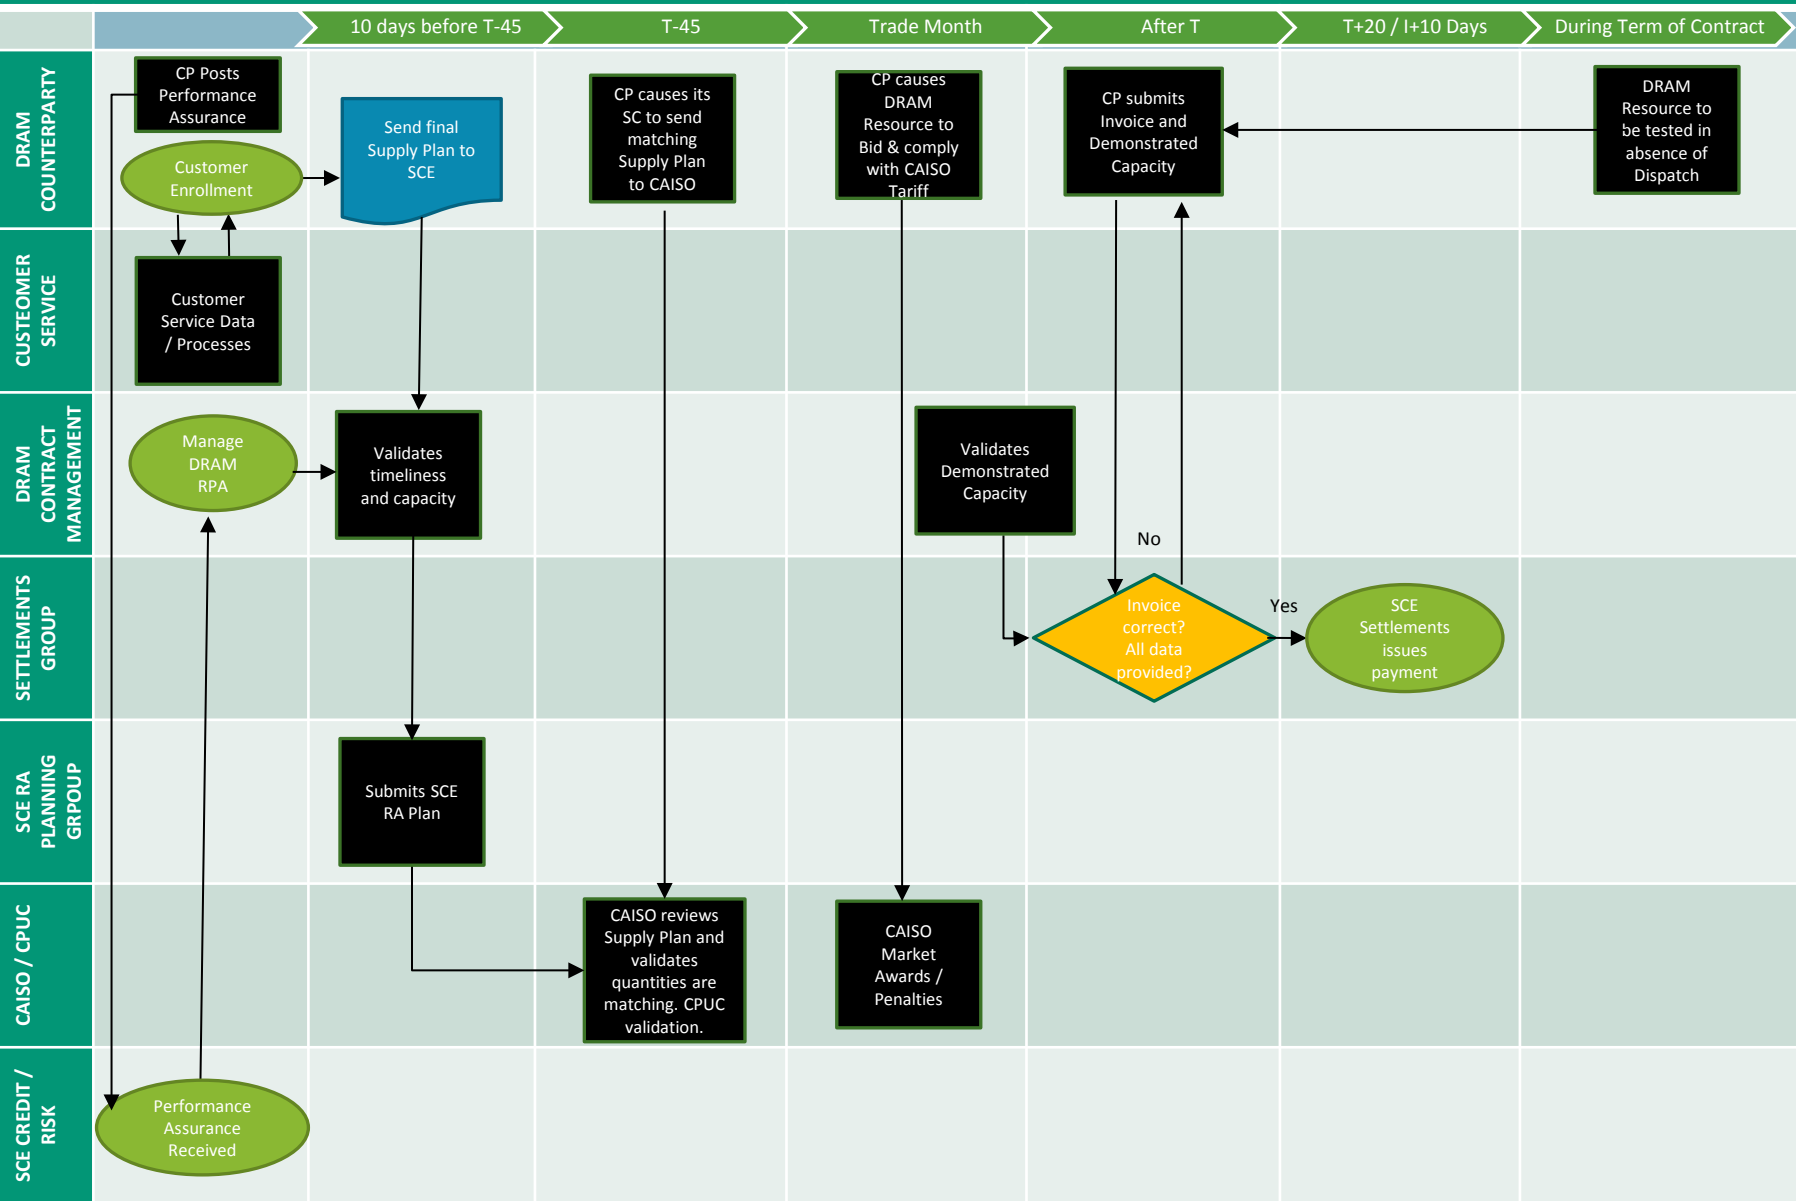 10 days before T-45
T-45
Trade Month
After T
T+20 / I+10 Days
During Term of Contract
DRAM
COUNTERPARTY
CP Posts
Performance
Assurance
Customer
Enrollment
Send final
Supply Plan to
SCE
CP causes its
SC to send
matching
Supply Plan
to CAISO
CP causes
DRAM
Resource to
Bid & comply
with CAISO
Tariff
CP submits
Invoice and
Demonstrated
Capacity
DRAM
Resource to
be tested in
absence of
Dispatch
CUSTEOMER
SERVICE
Customer
Service Data
/ Processes
DRAM
CONTRACT
MANAGEMENT
Manage
DRAM
RPA
Validates
timeliness
and capacity
Validates
Demonstrated
Capacity
No
SETTLEMENTS
GROUP
Invoice
correct?
All data
provided?
Yes
SCE
Settlements
issues
payment
SCE RA
PLANNING
GRPOUP
Submits SCE
RA Plan
CAISO / CPUC
CAISO reviews
Supply Plan and
validates
quantities are
matching. CPUC
validation.
CAISO
Market
Awards /
Penalties
SCE CREDIT /
RISK
Performance
Assurance
Received